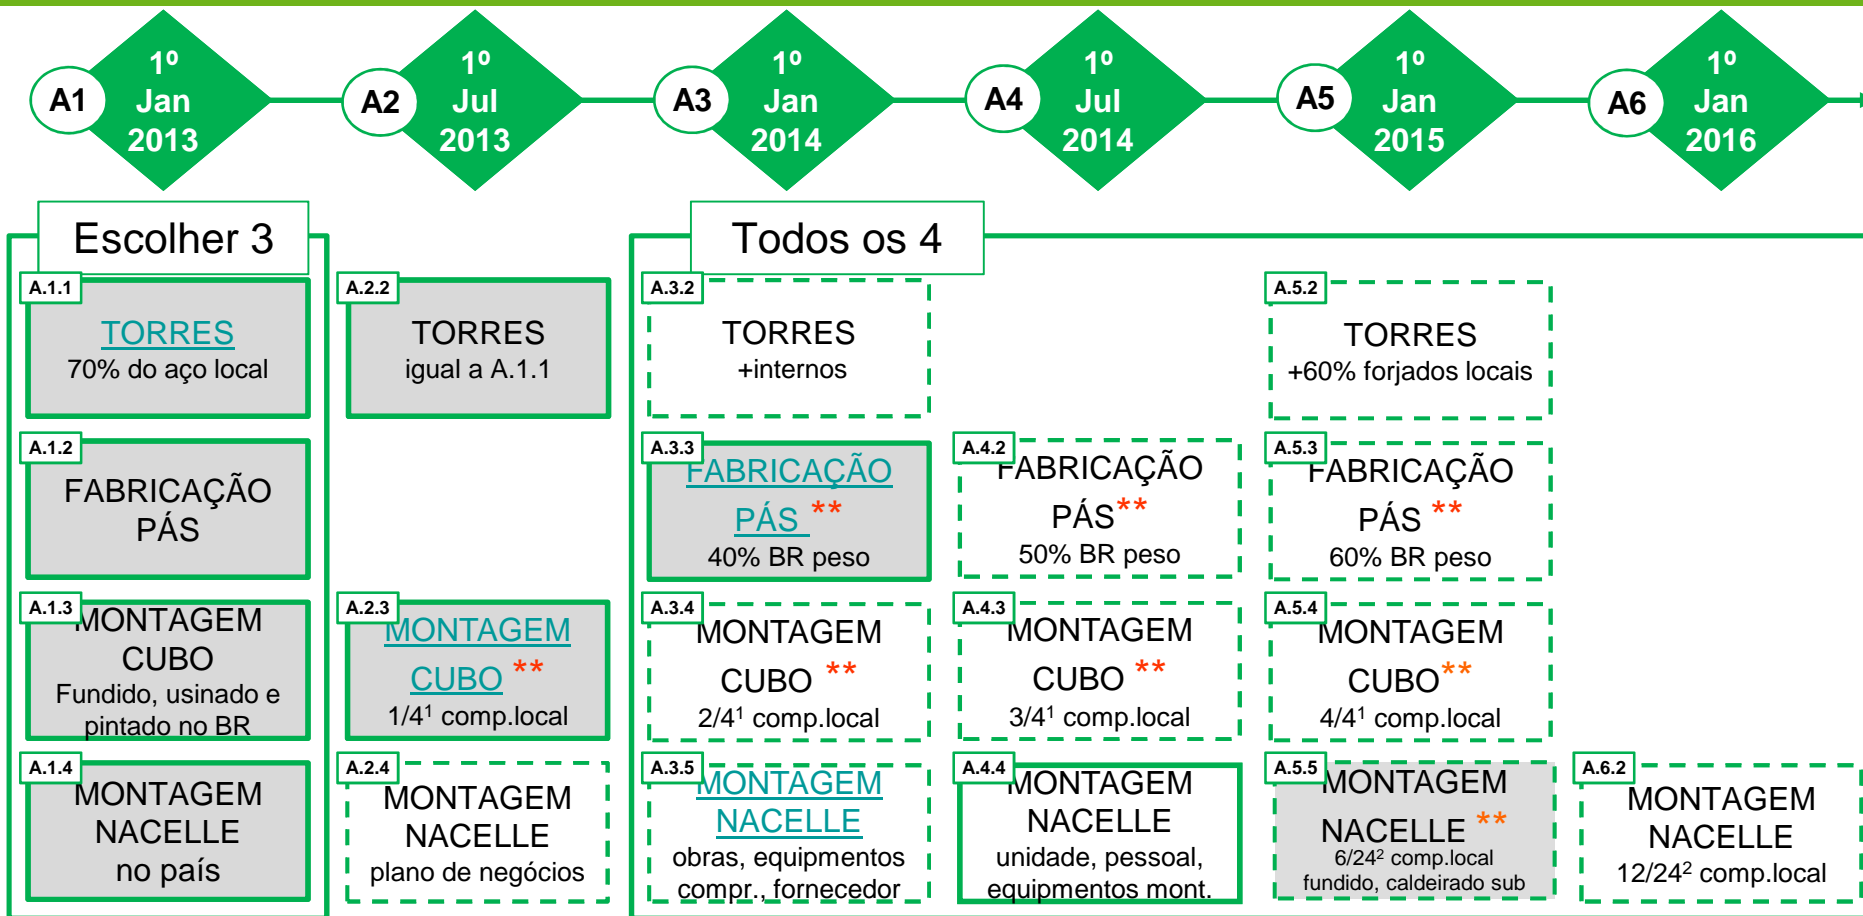 A1
1º
Jan
2013
A2
1º
Jul
2013
A3
1º
Jan
2014
A4
1º
Jul
2014
A5
1º
Jan
2015
A6
1º
Jan
2016
Escolher 3
Todos os 4
A.1.1
TORRES
70% do aço local
A.2.2
TORRES
igual a A.1.1
A.3.2
TORRES
+internos
A.5.2
TORRES
+60% forjados locais
A.1.2
FABRICAÇÃO
PÁS
A.3.3
FABRICAÇÃO
PÁS **
40% BR peso
A.4.2
FABRICAÇÃO
PÁS**
50% BR peso
A.5.3
FABRICAÇÃO
PÁS **
60% BR peso
A.1.3
MONTAGEM
CUBO
Fundido, usinado e
pintado no BR
A.2.3
MONTAGEM
CUBO **
1/4¹ comp.local
A.3.4
MONTAGEM
CUBO **
2/4¹ comp.local
A.4.3
MONTAGEM
CUBO **
3/4¹ comp.local
A.5.4
MONTAGEM
CUBO**
4/4¹ comp.local
A.1.4
MONTAGEM
NACELLE
no país
A.2.4
MONTAGEM
NACELLE
plano de negócios
A.3.5
MONTAGEM
NACELLE
obras, equipmentos
compr., fornecedor
A.4.4
MONTAGEM
NACELLE
unidade, pessoal,
equipmentos mont.
A.5.5
MONTAGEM
NACELLE **
6/24² comp.local
fundido, caldeirado sub
A.6.2
MONTAGEM
NACELLE
12/24² comp.local